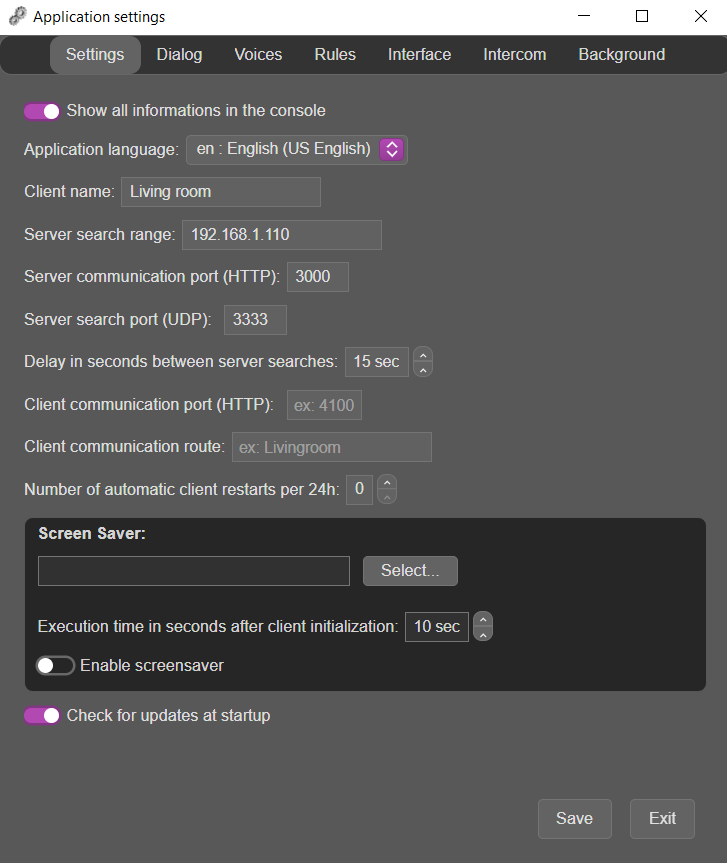 Application settings
Settings Dialog Voices Rules Interface Intercom Background
Show all informations in the console
Application language: en : English (US English)
Client name: Living room
Server search range: 192.168.1.110
Server communication port (HTTP): 3000
Server search port (UDP): 3333
Delay in seconds between server searches: 15 sec
Client communication port (HTTP): ex: 4100
Client communication route: ex: Livingroom
Number of automatic client restarts per 24h: 0
Screen Saver:
Select...
Execution time in seconds after client initialization: 10 sec
Enable screensaver
Check for updates at startup
Save Exit